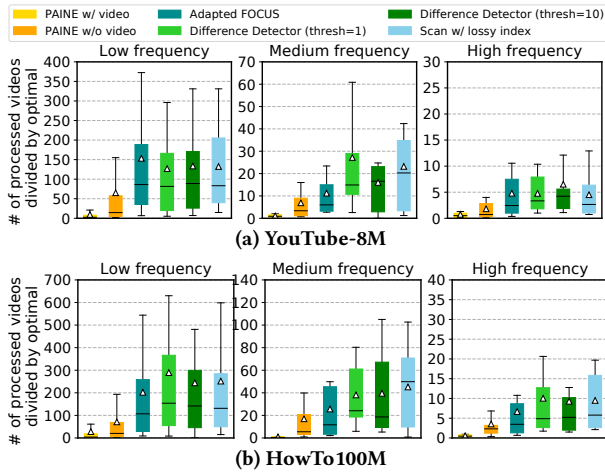 PAINE w/ video
Adapted FOCUS
Difference Detector (thresh=10)
PAINE w/o video
Difference Detector (thresh=1)
Scan w/ lossy index
Low frequency
Medium frequency
High frequency
# of processed videos
divided by optimal
400
350
300
250
200
150
100
50
0
70
60
50
40
30
20
10
0
40
35
30
25
20
15
10
5
0
(a) YouTube-8M
Low frequency
Medium frequency
High frequency
# of processed videos
divided by optimal
700
600
500
400
300
200
100
0
140
120
100
80
60
40
20
0
40
35
30
25
20
15
10
5
0
(b) HowTo100M